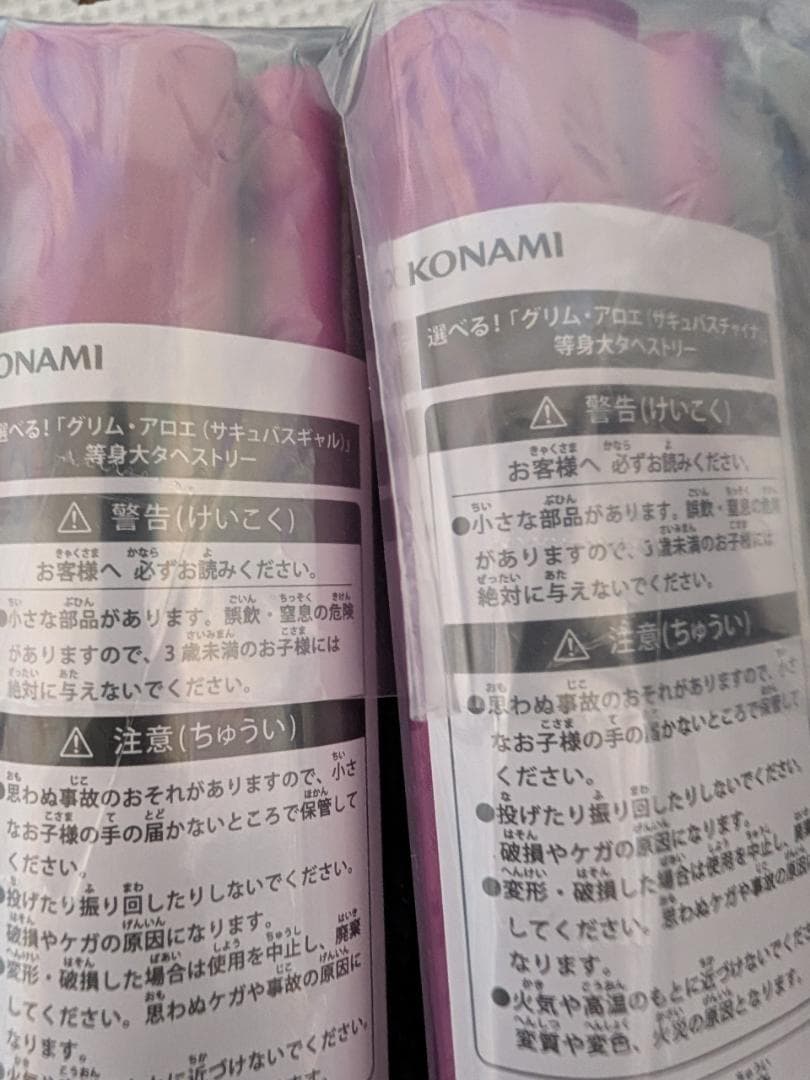 ONAMI
選べる！「グリム・アロエ（サキュバスギャル）」
等身大タペストリー
⚠ 警告(けいこく)
お客様へ 必ずお読みください。
●小さな部品があります。誤飲・窒息の危険
がありますので、3歳未満のお子様には
絶対に与えないでください。
⚠ 注意(ちゅうい)
●思わぬ事故のおそれがありますので、小さ
なお子様の手の届かないところで保管して
ください。
●投げたり振り回したりしないでください。
破損やケガの原因になります。
●変形・破損した場合は使用を中止し、廃棄
してください。思わぬケガや事故の原因に
なります。
近づけないでください。
KONAMI
選べる！「グリム・アロエ（サキュバスチャイナ
等身大タペストリー
⚠ 警告(けいこく)
お客様へ 必ずお読みください。
●小さな部品があります。誤飲・窒息の危険
がありますので、3歳未満のお子様には
絶対に与えないでください。
⚠ 注意(ちゅうい)
●思わぬ事故のおそれがありますので、小さ
なお子様の手の届かないところで保管して
ください。
●投げたり振り回したりしないでください。
破損やケガの原因になります。
●変形・破損した場合は使用を中止し、廃棄
してください。思わぬケガや事故の原因に
なります。
●火気や高温のもとに近づけないでくださ
変質や変色、火災の原因となります。